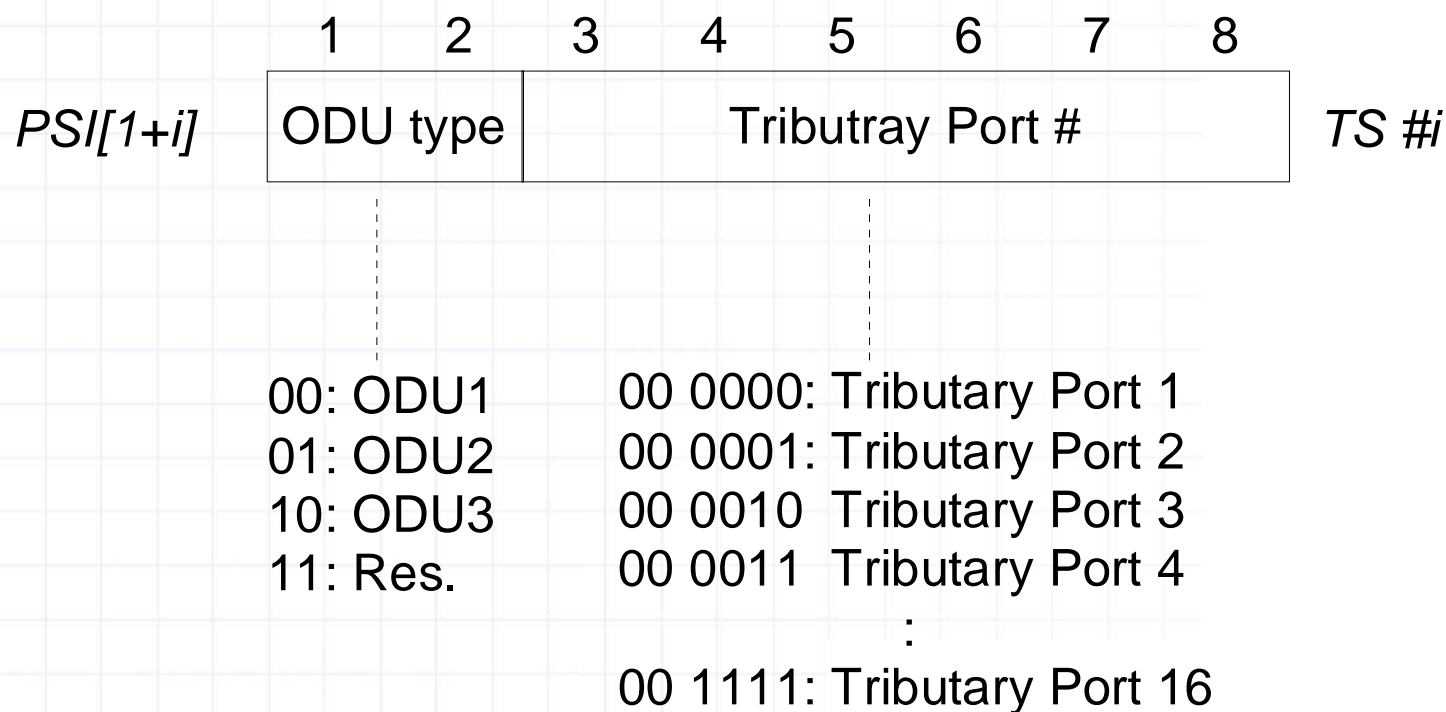 1 2 3 4 5 6 7 8
PSI[1+i] ODU type Tributray Port # TS #i
00: ODU1 00 0000: Tributary Port 1
01: ODU2 00 0001: Tributary Port 2
10: ODU3 00 0010 Tributary Port 3
11: Res. 00 0011 Tributary Port 4
:
00 1111: Tributary Port 16